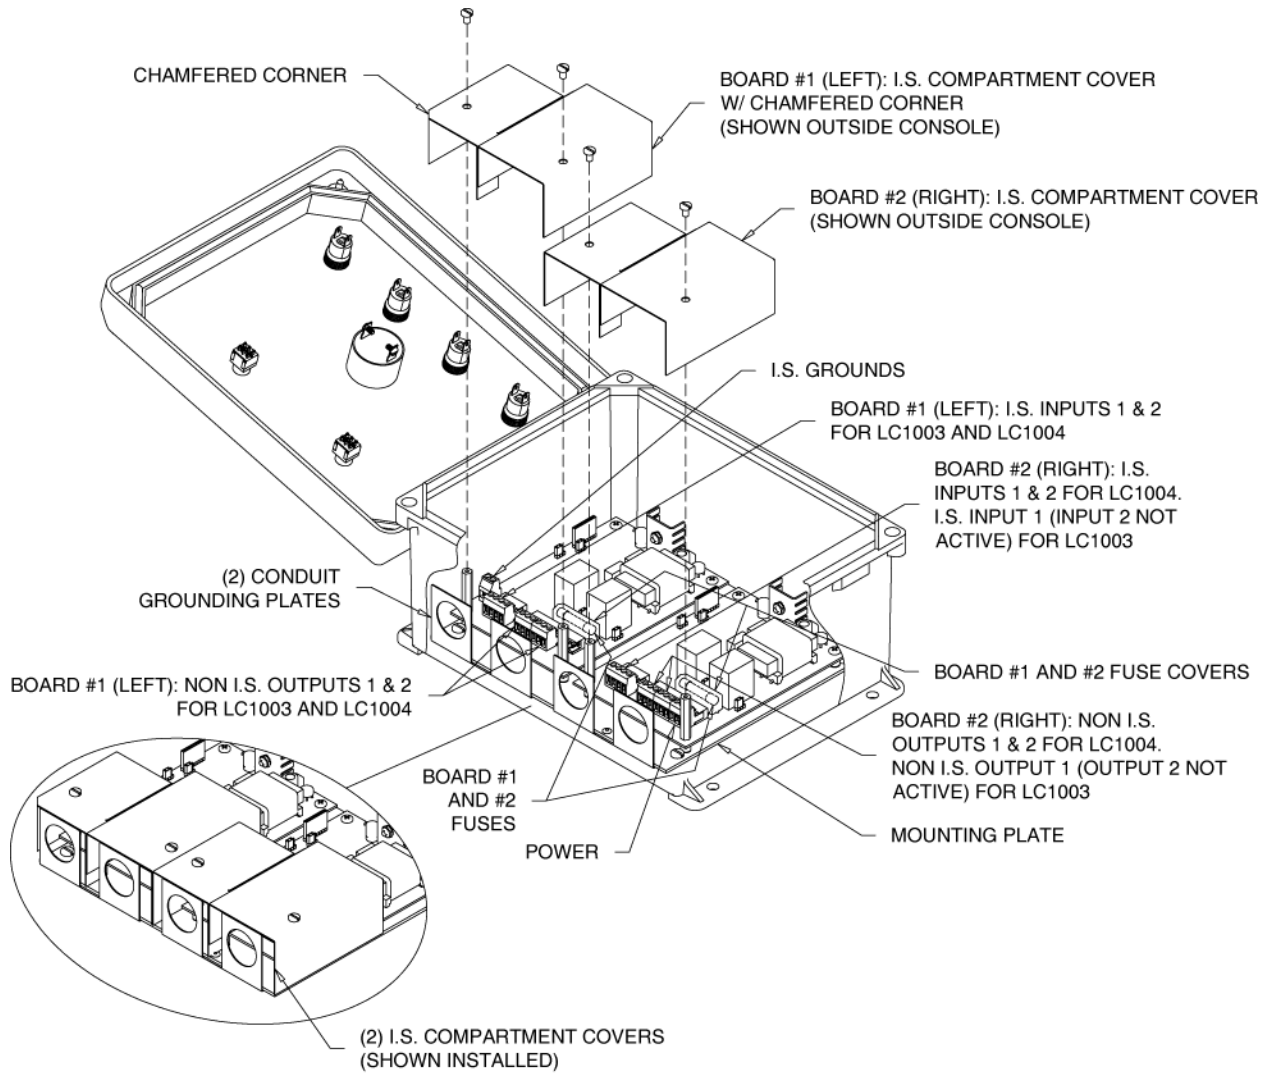 CHAMFERED CORNER
BOARD #1 (LEFT): I.S. COMPARTMENT COVER
W/ CHAMFERED CORNER
(SHOWN OUTSIDE CONSOLE)
BOARD #2 (RIGHT): I.S. COMPARTMENT COVER
(SHOWN OUTSIDE CONSOLE)
I.S. GROUNDS
BOARD #1 (LEFT): I.S. INPUTS 1 & 2
FOR LC1003 AND LC1004
BOARD #2 (RIGHT): I.S.
INPUTS 1 & 2 FOR LC1004.
I.S. INPUT 1 (INPUT 2 NOT
ACTIVE) FOR LC1003
(2) CONDUIT
GROUNDING PLATES
BOARD #1 (LEFT): NON I.S. OUTPUTS 1 & 2
FOR LC1003 AND LC1004
BOARD #1 AND #2 FUSE COVERS
BOARD #2 (RIGHT): NON I.S.
OUTPUTS 1 & 2 FOR LC1004.
NON I.S. OUTPUT 1 (OUTPUT 2 NOT
ACTIVE) FOR LC1003
BOARD #1
AND #2
FUSES
POWER
MOUNTING PLATE
(2) I.S. COMPARTMENT COVERS
(SHOWN INSTALLED)